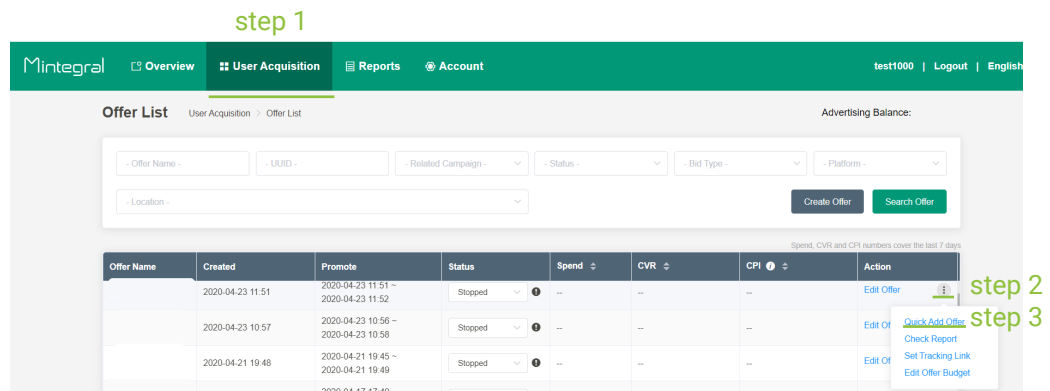 step 1
Mintegral Overview User Acquisition Reports Account test1000 | Logout | English
Offer List User Acquisition > Offer List Advertising Balance:
- Offer Name - - UUID - - Related Campaign - - Status - - Bid Type - - Platform -
- Location - Create Offer Search Offer
Spend, CVR and CPI numbers cover the last 7 days
Offer Name Created Promote Status Spend CVR CPI Action
2020-04-23 11:51 2020-04-23 11:51 ~ Stopped -- -- -- Edit Offer step 2
2020-04-23 11:52
2020-04-23 10:57 2020-04-23 10:56 ~ Stopped -- -- -- Edit Of Quick Add Offer step 3
2020-04-23 10:58
Check Report
2020-04-21 19:48 2020-04-21 19:45 ~ Stopped -- -- -- Edit Of Set Tracking Link
2020-04-21 19:49
Edit Offer Budget